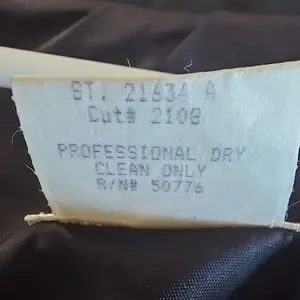 ST. 21634 A
Cut# 2108
PROFESSIONAL DRY
CLEAN ONLY
R/N# 50776